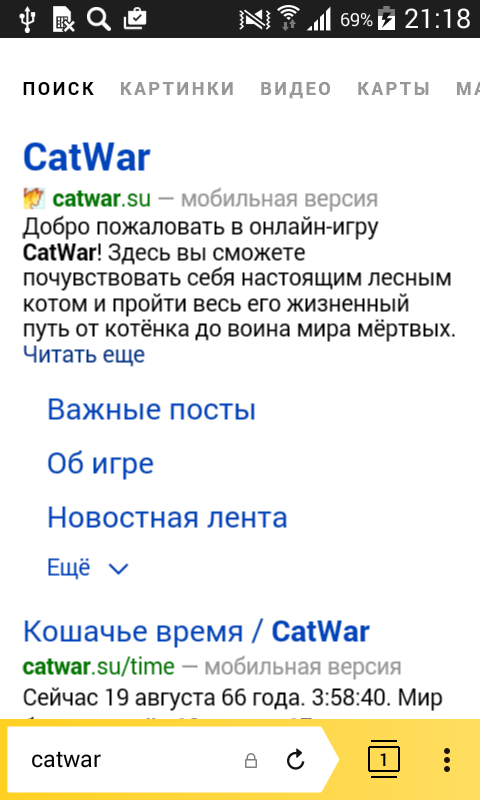 69% 21:18
ПОИСК КАРТИНКИ ВИДЕО КАРТЫ
CatWar
catwar.su — мобильная версия
Добро пожаловать в онлайн-игру
CatWar! Здесь вы сможете
почувствовать себя настоящим лесным
котом и пройти весь его жизненный
путь от котёнка до воина мира мёртвых.
Читать еще
Важные посты
Об игре
Новостная лента
Ещё
Кошачье время / CatWar
catwar.su/time — мобильная версия
Сейчас 19 августа 66 года. 3:58:40. Мир
catwar 1